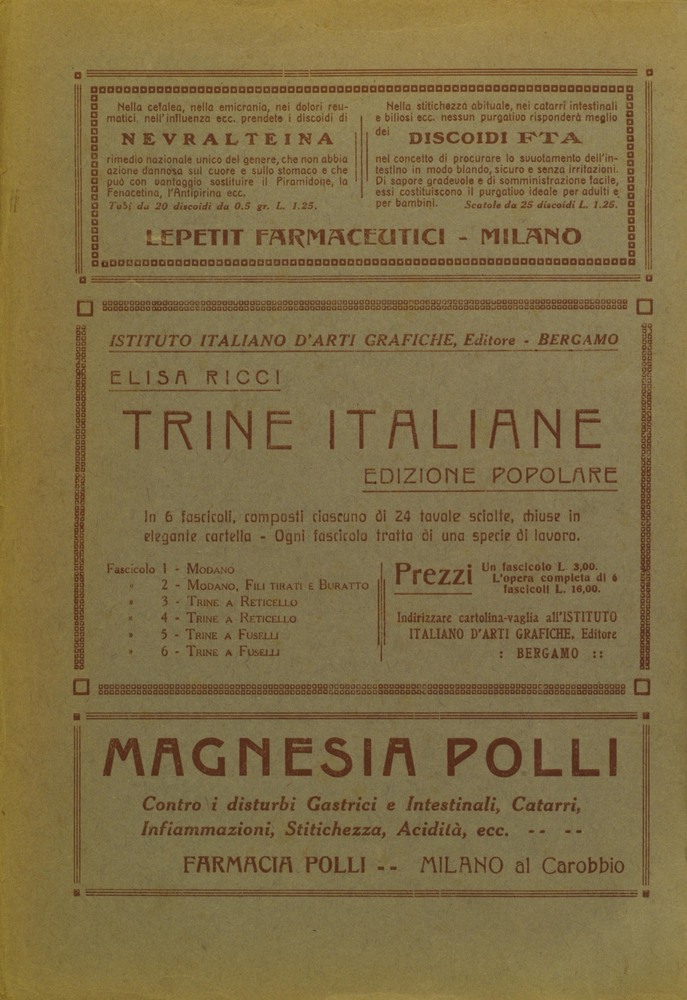 Nella cefalea, nella emicrania, nei dolori reu-
matici, nell'influenza ecc. prendete i discoidi di
NEVRALTEINA
rimedio nazionale unico del genere, che non abbia
azione dannosa sul cuore e sullo stomaco e che
può con vantaggio sostituire il Piramidone, la
Fenacetina, l'Antipirina ecc.
Tubi da 20 discoidi da 0.5 gr. L. 1.25.
Nella stitichezza abituale, nei catarri intestinali
e biliosi ecc. nessun purgativo risponderà meglio
dei DISCOIDI FTA
nel concetto di procurare lo svuotamento dell'in-
testino in modo blando, sicuro e senza irritazioni.
Di sapore gradevole e di somministrazione facile,
essi costituiscono il purgativo ideale per adulti e
per bambini. Scatole da 25 discoidi L. 1.25.
LEPETIT FARMACEUTICI - MILANO
ISTITUTO ITALIANO D'ARTI GRAFICHE, Editore - BERGAMO
ELISA RICCI
TRINE ITALIANE
EDIZIONE POPOLARE
In 6 fascicoli, composti ciascuno di 24 tavole sciolte, chiuse in
elegante cartella - Ogni fascicolo tratta di una specie di lavoro.
Fascicolo 1 - MODANO
" 2 - MODANO, FILI TIRATI E BURATTO
" 3 - TRINE A RETICELLO
" 4 - TRINE A RETICELLO
" 5 - TRINE A FUSELLI
" 6 - TRINE A FUSELLI
Prezzi Un fascicolo L. 3,00.
L'opera completa di 6
fascicoli L. 16,00.
Indirizzare cartolina-vaglia all'ISTITUTO
ITALIANO D'ARTI GRAFICHE, Editore
: BERGAMO ::
MAGNESIA POLLI
Contro i disturbi Gastrici e Intestinali, Catarri,
Infiammazioni, Stitichezza, Acidità, ecc. -- --
FARMACIA POLLI -- MILANO al Carobbio